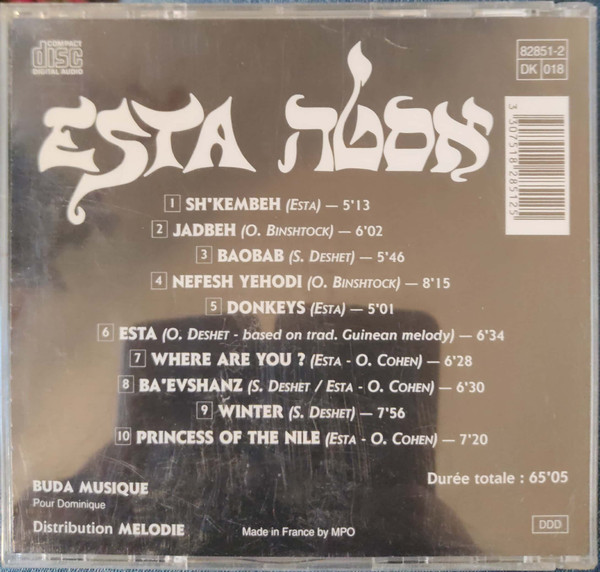 COMPACT
disc
DIGITAL AUDIO
82851-2
DK 018
ESTA אסטה
3 307518 285125
1 SH'KEMBEH (ESTA) — 5'13
2 JADBEH (O. BINSHTOCK) — 6'02
3 BAOBAB (S. DESHET) — 5'46
4 NEFESH YEHODI (O. BINSHTOCK) — 8'15
5 DONKEYS (ESTA) — 5'01
6 ESTA (O. DESHET - based on trad. Guinean melody) — 6'34
7 WHERE ARE YOU ? (ESTA - O. COHEN) — 6'28
8 BA'EVSHANZ (S. DESHET / ESTA - O. COHEN) — 6'30
9 WINTER (S. DESHET) — 7'56
10 PRINCESS OF THE NILE (ESTA - O. COHEN) — 7'20
Durée totale : 65'05
BUDA MUSIQUE
Pour Dominique
Distribution MELODIE
Made in France by MPO
DDD